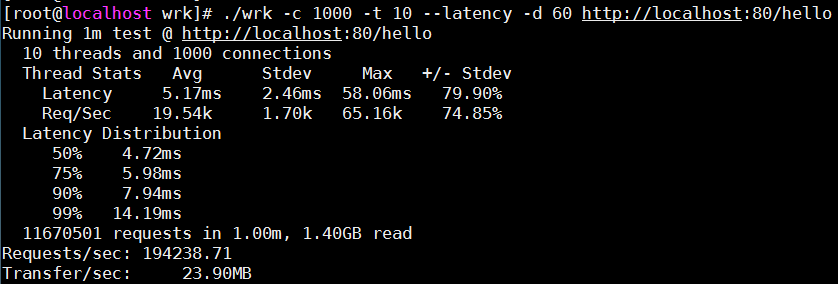 [root@localhost wrk]# ./wrk -c 1000 -t 10 --latency -d 60 http://localhost:80/hello
Running 1m test @ http://localhost:80/hello
  10 threads and 1000 connections
  Thread Stats   Avg      Stdev     Max   +/- Stdev
    Latency     5.17ms    2.46ms  58.06ms   79.90%
    Req/Sec    19.54k     1.70k   65.16k    74.85%
  Latency Distribution
     50%    4.72ms
     75%    5.98ms
     90%    7.94ms
     99%   14.19ms
  11670501 requests in 1.00m, 1.40GB read
Requests/sec: 194238.71
Transfer/sec:     23.90MB